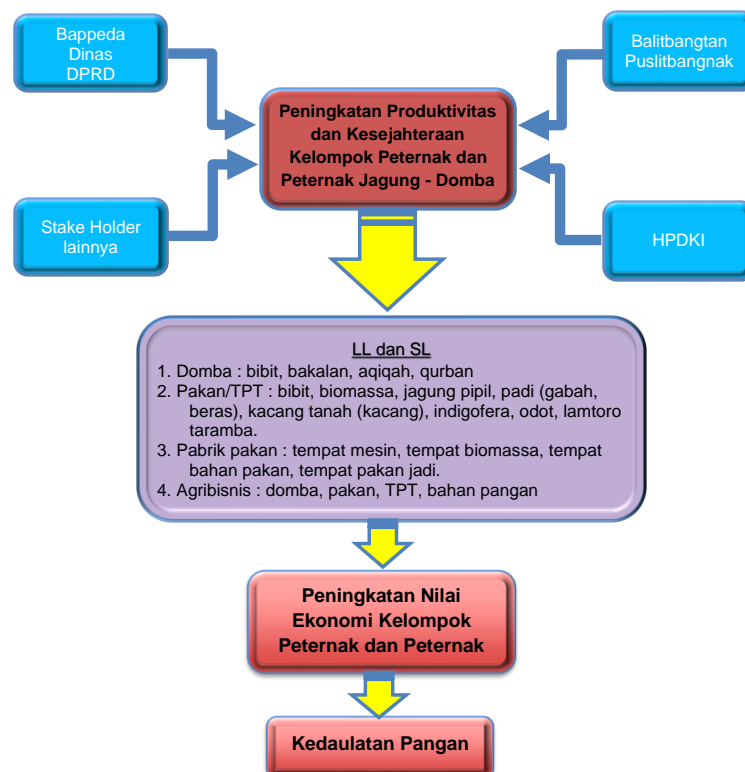 Bappeda
Dinas
DPRD
Balitbangtan
Puslitbangnak
Peningkatan Produktivitas
dan Kesejahteraan
Kelompok Peternak dan
Peternak Jagung - Domba
Stake Holder
lainnya
HPDKI
LL dan SL
1. Domba : bibit, bakalan, aqiqah, qurban
2. Pakan/TPT : bibit, biomassa, jagung pipil, padi (gabah,
beras), kacang tanah (kacang), indigofera, odot, lamtoro
taramba.
3. Pabrik pakan : tempat mesin, tempat biomassa, tempat
bahan pakan, tempat pakan jadi.
4. Agribisnis : domba, pakan, TPT, bahan pangan
Peningkatan Nilai
Ekonomi Kelompok
Peternak dan Peternak
Kedaulatan Pangan